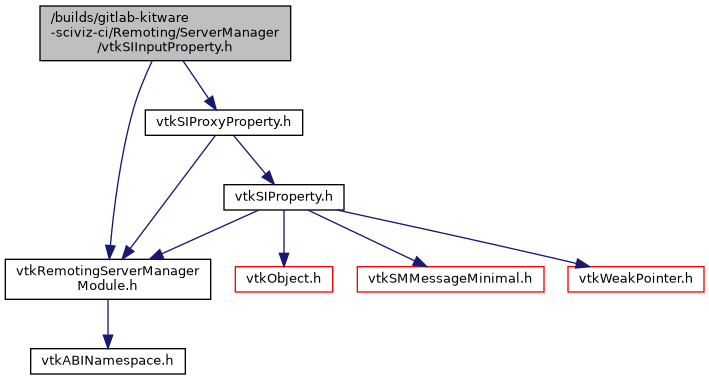 /builds/gitlab-kitware
-sciviz-ci/Remoting/ServerManager
/vtkSIInputProperty.h
vtkSIProxyProperty.h
vtkSIProperty.h
vtkRemotingServerManager
Module.h
vtkObject.h
vtkSMMessageMinimal.h
vtkWeakPointer.h
vtkABINamespace.h